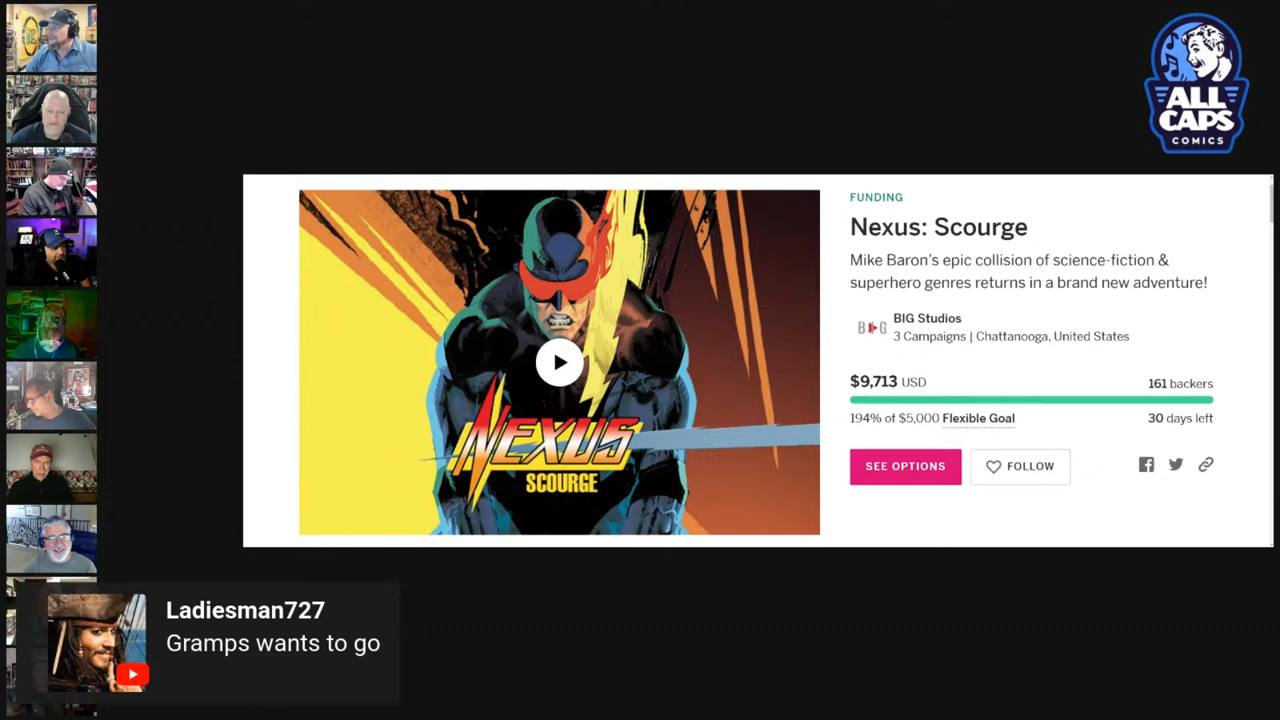 ALL
CAPS
COMICS
FUNDING
Nexus: Scourge
Mike Baron's epic collision of science-fiction &
superhero genres returns in a brand new adventure!
BIG
BIG Studios
3 Campaigns | Chattanooga, United States
$9,713 USD
161 backers
194% of $5,000 Flexible Goal
30 days left
SEE OPTIONS
FOLLOW
NEXUS
SCOURGE
Ladiesman727
Gramps wants to go